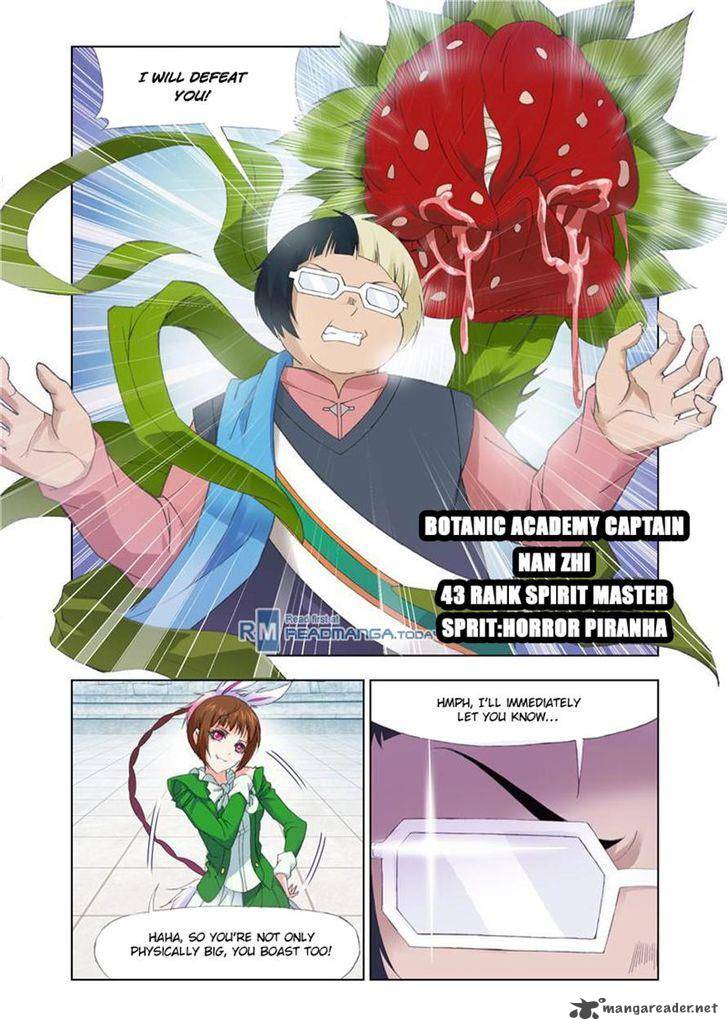 I WILL DEFEAT
YOU!
BOTANIC ACADEMY CAPTAIN
NAN ZHI
43 RANK SPIRIT MASTER
SPRIT:HORROR PIRANHA
RM
Read first at
READMANGA.TODAY
HAHA, SO YOU'RE NOT ONLY
PHYSICALLY BIG, YOU BOAST TOO!
HMPH, I'LL IMMEDIATELY
LET YOU KNOW...
mangareader.net